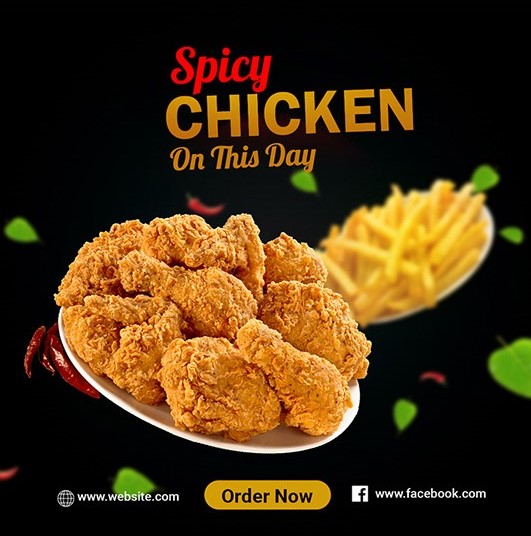 Spicy
CHICKEN
On This Day
www.website.com
Order Now
www.facebook.com